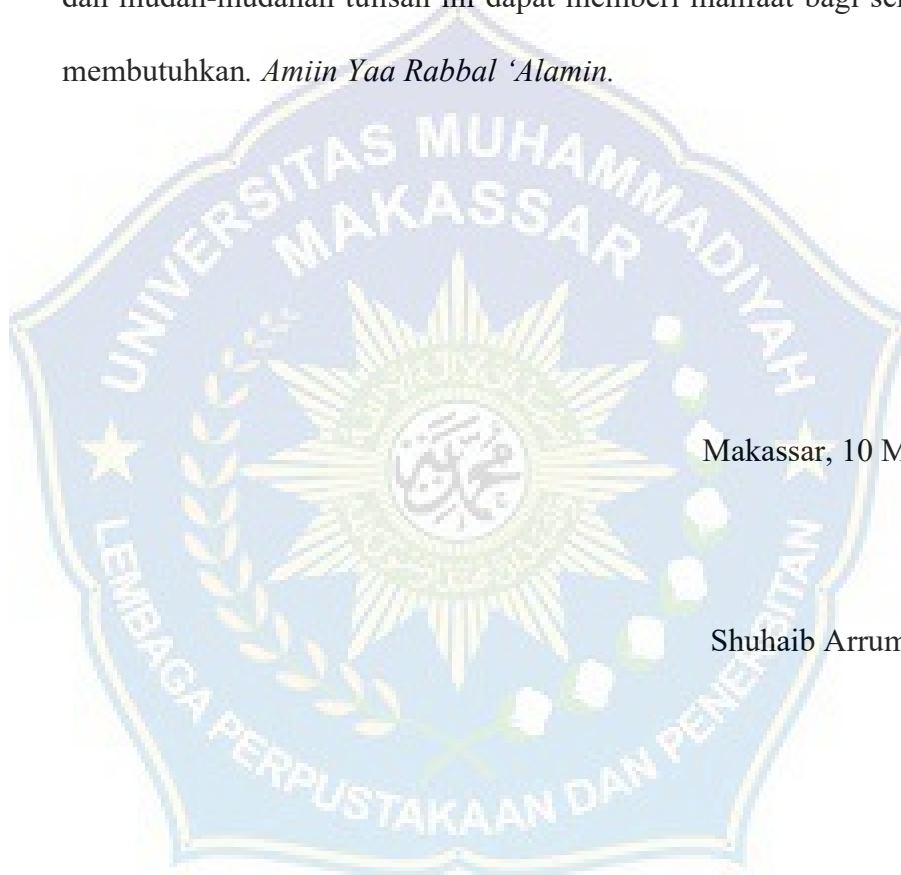 dan mudah-mudahan tulisan ini dapat memberi manfaat bagi
membutuhkan. Amiin Yaa Rabbal ‘Alamin.
UNIVERSITAS MUHAMMADIYAH
MAKASSAR
Makassar, 10
Shuhaib
LEMBAGA PERPUSTAKAAN DAN PENERBITAN